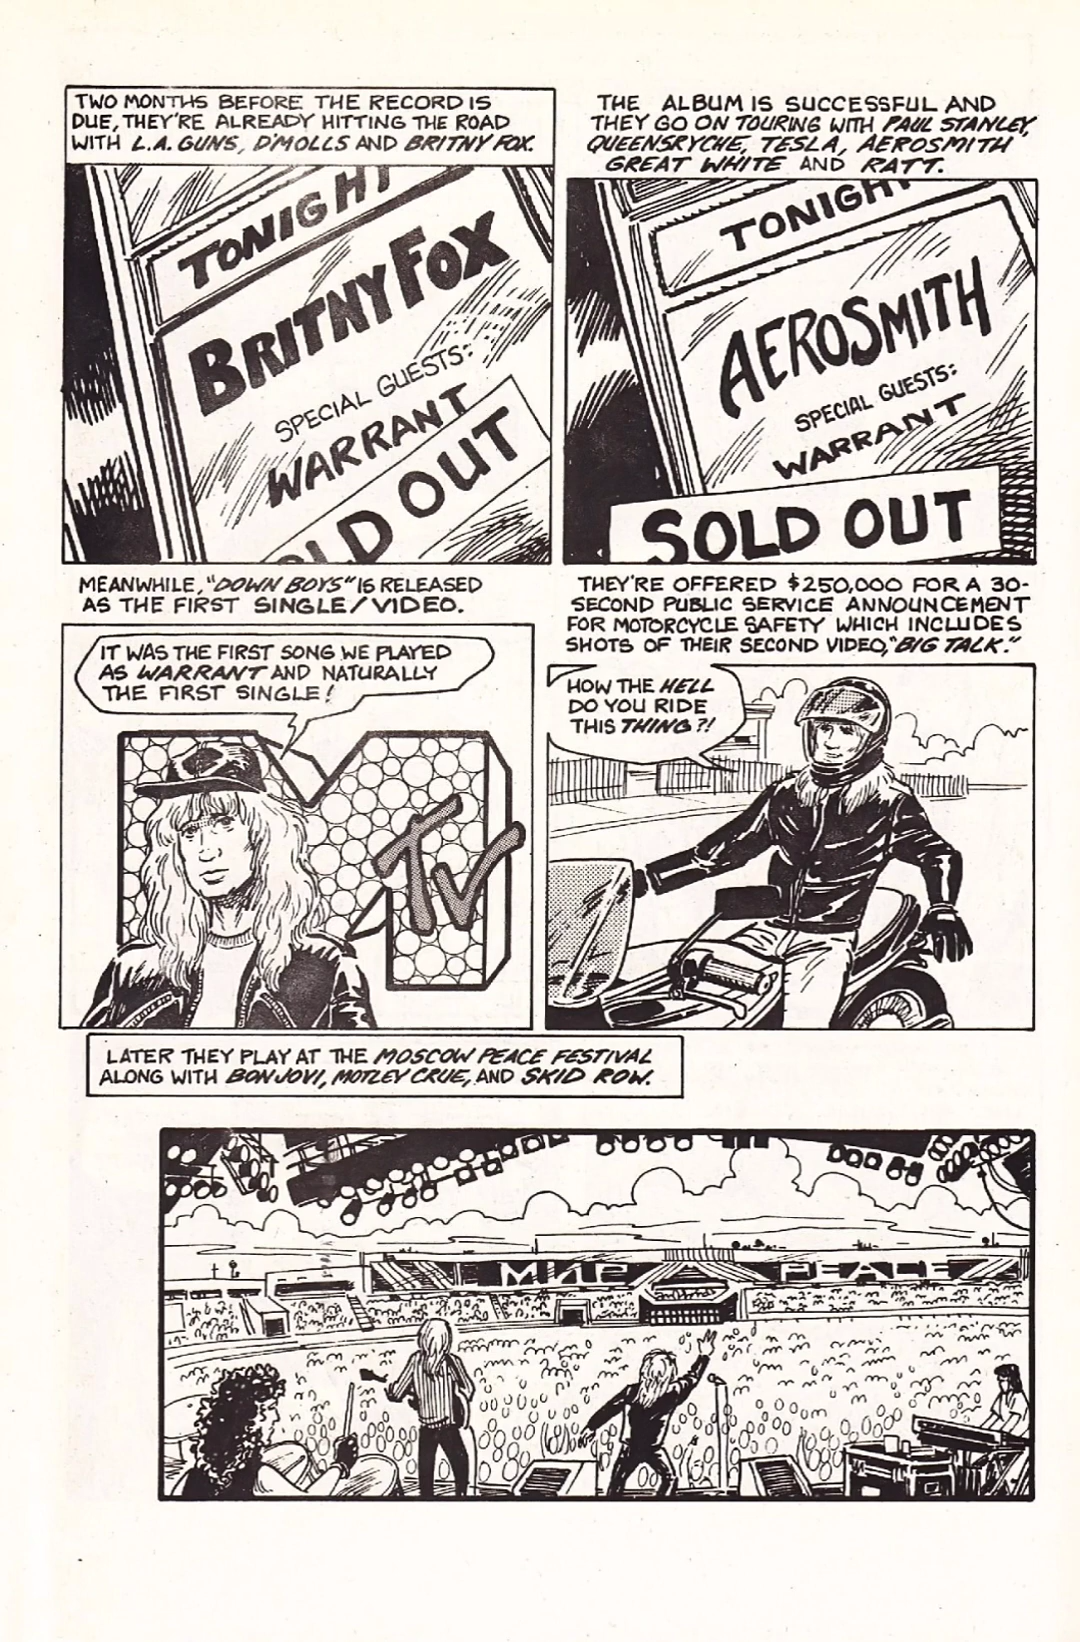 TWO MONTHS BEFORE THE RECORD IS
DUE, THEY'RE ALREADY HITTING THE ROAD
WITH L.A. GUNS, D'MOLLS AND BRITNY FOX.
TONIGHT
BRITNY FOX
SPECIAL GUESTS:
WARRANT
OLD OUT
THE ALBUM IS SUCCESSFUL AND
THEY GO ON TOURING WITH PAUL STANLEY,
QUEENSRYCHE, TESLA, AEROSMITH
GREAT WHITE AND RATT.
TONIGHT
AEROSMITH
SPECIAL GUESTS:
WARRANT
SOLD OUT
MEANWHILE, "DOWN BOYS" IS RELEASED
AS THE FIRST SINGLE/VIDEO.
IT WAS THE FIRST SONG WE PLAYED
AS WARRANT AND NATURALLY
THE FIRST SINGLE!
MTV
THEY'RE OFFERED $250,000 FOR A 30-
SECOND PUBLIC SERVICE ANNOUNCEMENT
FOR MOTORCYCLE SAFETY WHICH INCLUDES
SHOTS OF THEIR SECOND VIDEO, "BIG TALK."
HOW THE HELL
DO YOU RIDE
THIS THING?!
LATER THEY PLAY AT THE MOSCOW PEACE FESTIVAL
ALONG WITH BON JOVI, MOTLEY CRUE, AND SKID ROW.
МИР PEACE